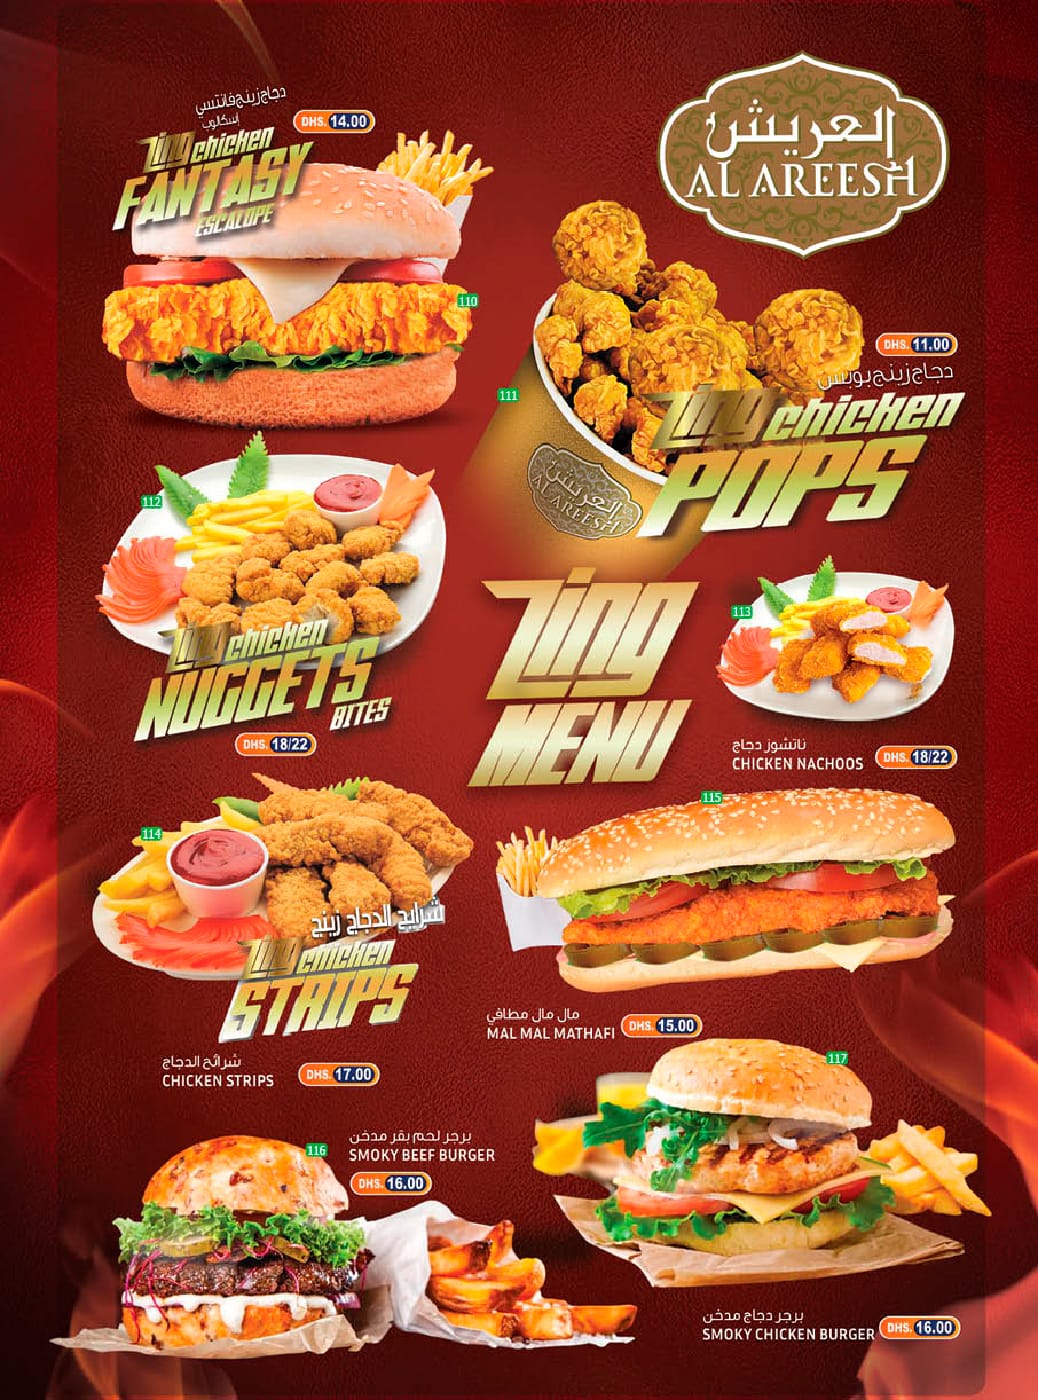 العريش
AL AREESH
دجاج زينج فانتسي
إسكالوب
Zing chicken
FANTASY
ESCALOPE
DHS. 14.00
110
DHS. 11.00
دجاج زينج بوبس
Zing chicken
POPS
111
العريش
AL AREESH
112
Zing chicken
NUGGETS
BITES
DHS. 18/22
Zing
MENU
113
ناتشوز دجاج
CHICKEN NACHOOS
DHS. 18/22
114
شرايح الدجاج زينج
Zing chicken
STRIPS
شرائح الدجاج
CHICKEN STRIPS
DHS. 17.00
115
مال مال مطافي
MAL MAL MATHAFI
DHS. 15.00
116
برجر لحم بقر مدخن
SMOKY BEEF BURGER
DHS. 16.00
117
برجر دجاج مدخن
SMOKY CHICKEN BURGER
DHS. 16.00